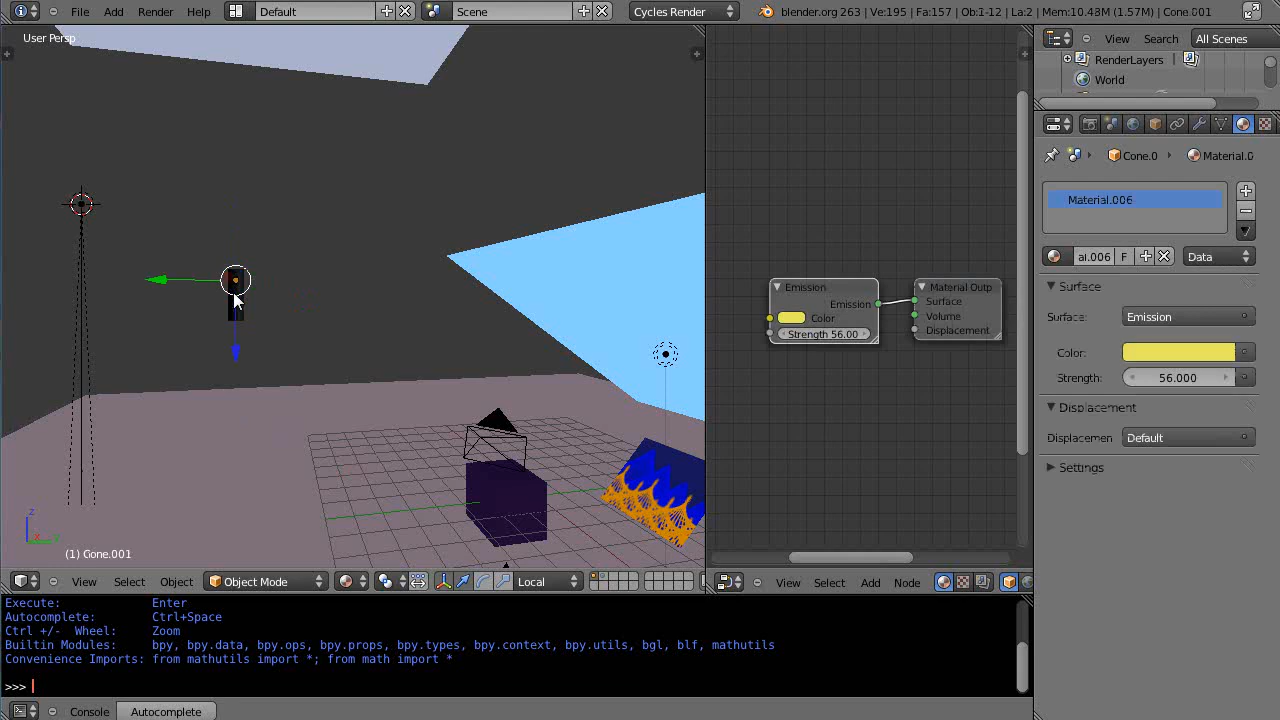 File Add Render Help Default Scene Cycles Render blender.org 263 | Ve:195 | Fa:157 | Ob:1-12 | La:2 | Mem:10.48M (1.57M) | Cone.001
User Persp
View Search All Scenes
RenderLayers
World
Cone.0 Material.0
Material.006
al.006 F Data
Surface
Surface: Emission
Color:
Strength: 56.000
Displacement
Displacemen Default
Settings
Emission
Emission
Color
Strength 56.00
Material Outp
Surface
Volume
Displacement
z
x y
(1) Cone.001
View Select Object Object Mode Local
View Select Add Node
Execute: Enter
Autocomplete: Ctrl+Space
Ctrl +/- Wheel: Zoom
Builtin Modules: bpy, bpy.data, bpy.ops, bpy.props, bpy.types, bpy.context, bpy.utils, bgl, blf, mathutils
Convenience Imports: from mathutils import *; from math import *
>>>
Console Autocomplete